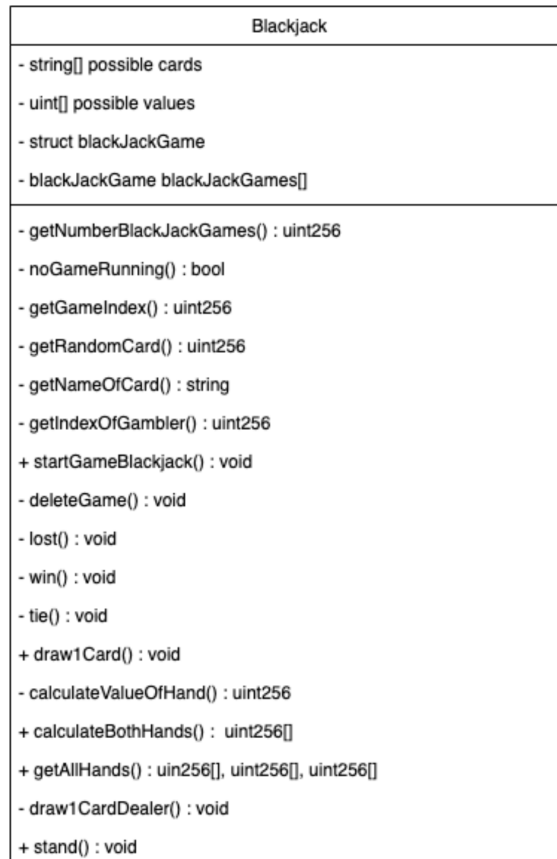 Blackjack
- string[] possible cards
- uint[] possible values
- struct blackJackGame
- blackJackGame blackJackGames[]
- getNumberBlackJackGames() : uint256
- noGameRunning() : bool
- getGameIndex() : uint256
- getRandomCard() : uint256
- getNameOfCard() : string
- getIndexOfGambler() : uint256
+ startGameBlackjack() : void
- deleteGame() : void
- lost() : void
- win() : void
- tie() : void
+ draw1Card() : void
- calculateValueOfHand() : uint256
+ calculateBothHands() :  uint256[]
+ getAllHands() : uin256[], uint256[], uint256[]
- draw1CardDealer() : void
+ stand() : void